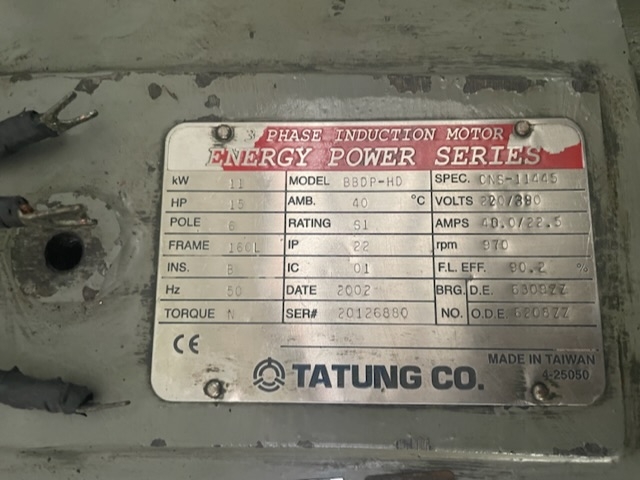 3 PHASE INDUCTION MOTOR
ENERGY POWER SERIES
kW 11 MODEL BBDP-HD SPEC. CNS-11445
HP 15 AMB. 40 °C VOLTS 220/380
POLE 6 RATING S1 AMPS 40.0/22.5
FRAME 160L IP 22 rpm 970
INS. B IC 01 F.L. EFF. 90.2 %
Hz 50 DATE 2002 BRG. D.E. 6309ZZ
TORQUE N SER# 20126880 NO. O.D.E. 6208ZZ
CE TATUNG CO. MADE IN TAIWAN
4-25050